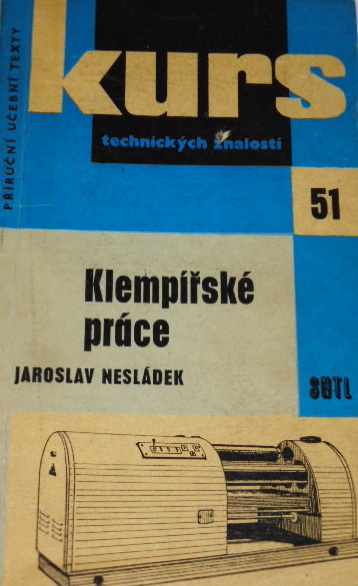 PŘÍRUČNÍ UČEBNÍ TEXTY
kurs
technických znalostí
51
Klempířské
práce
JAROSLAV NESLÁDEK
SNTL